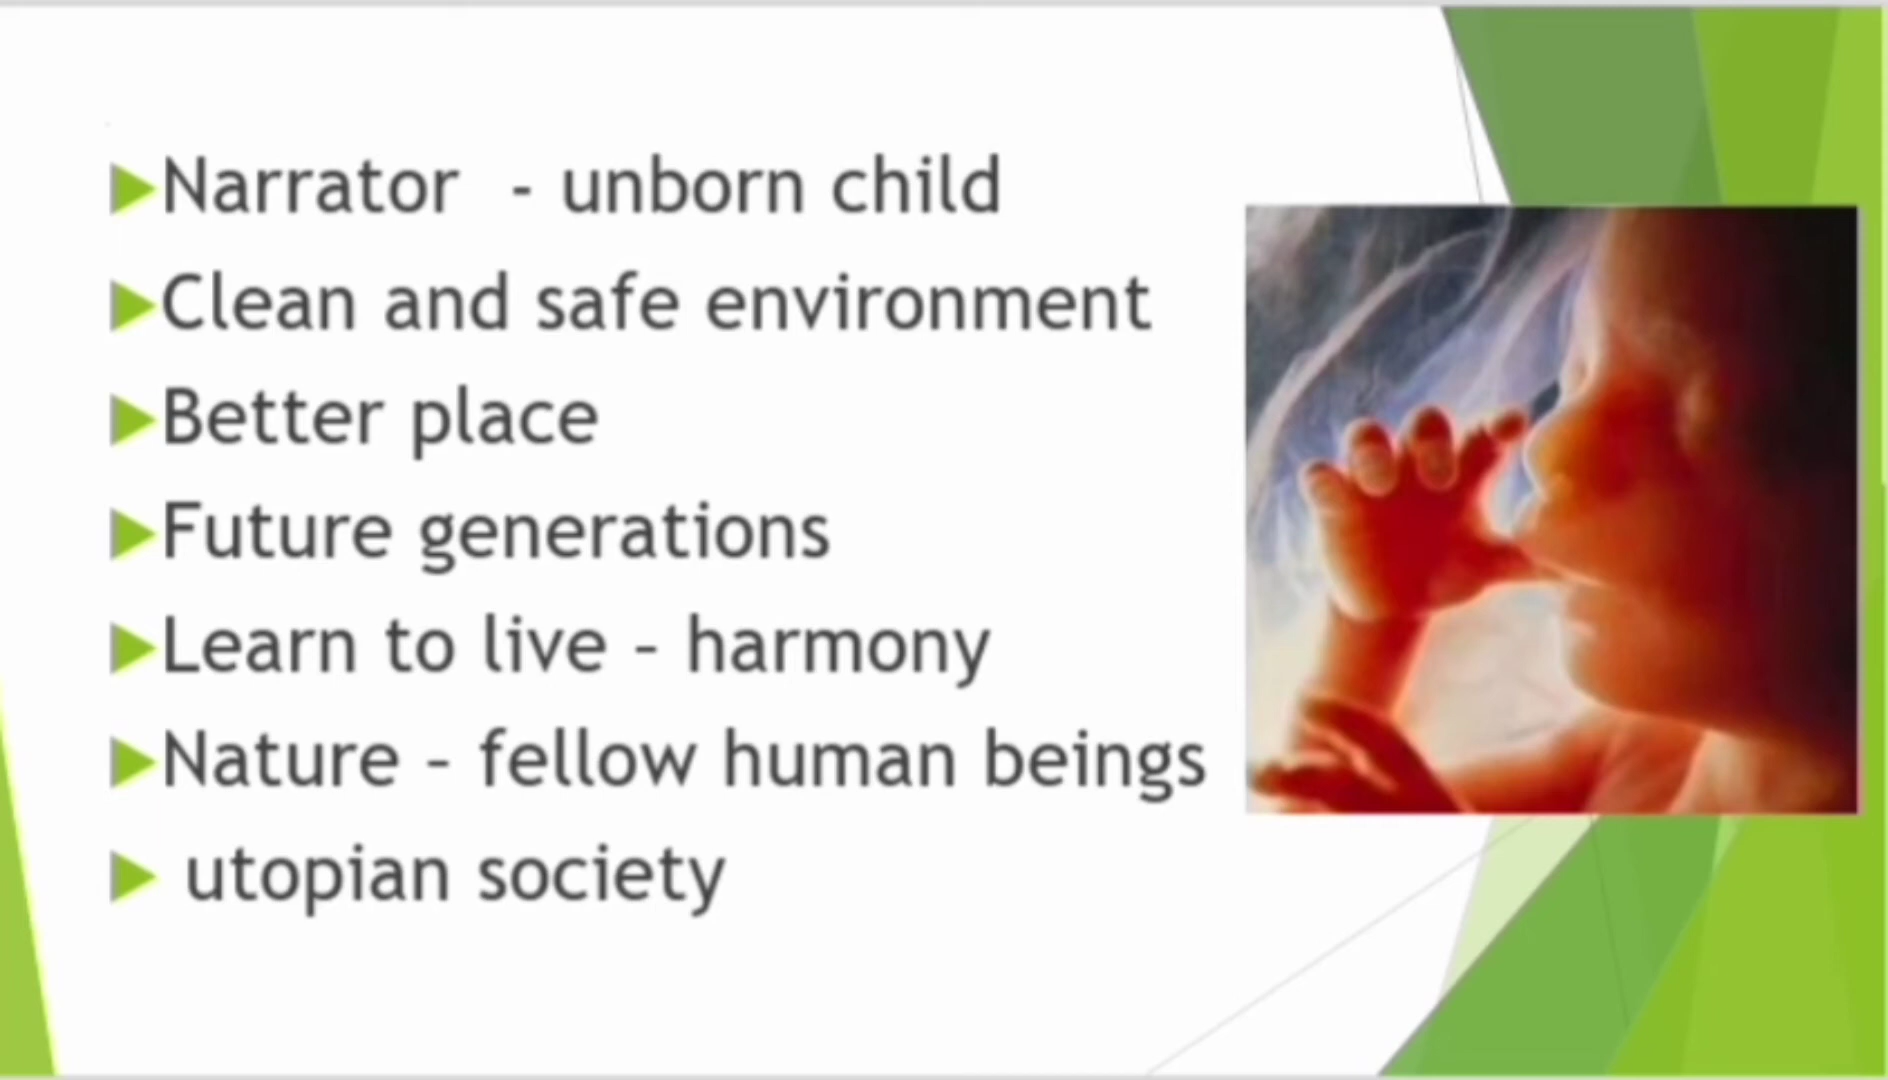 Narrator - unborn child
Clean and safe environment
Better place
Future generations
Learn to live – harmony
Nature – fellow human beings
utopian society